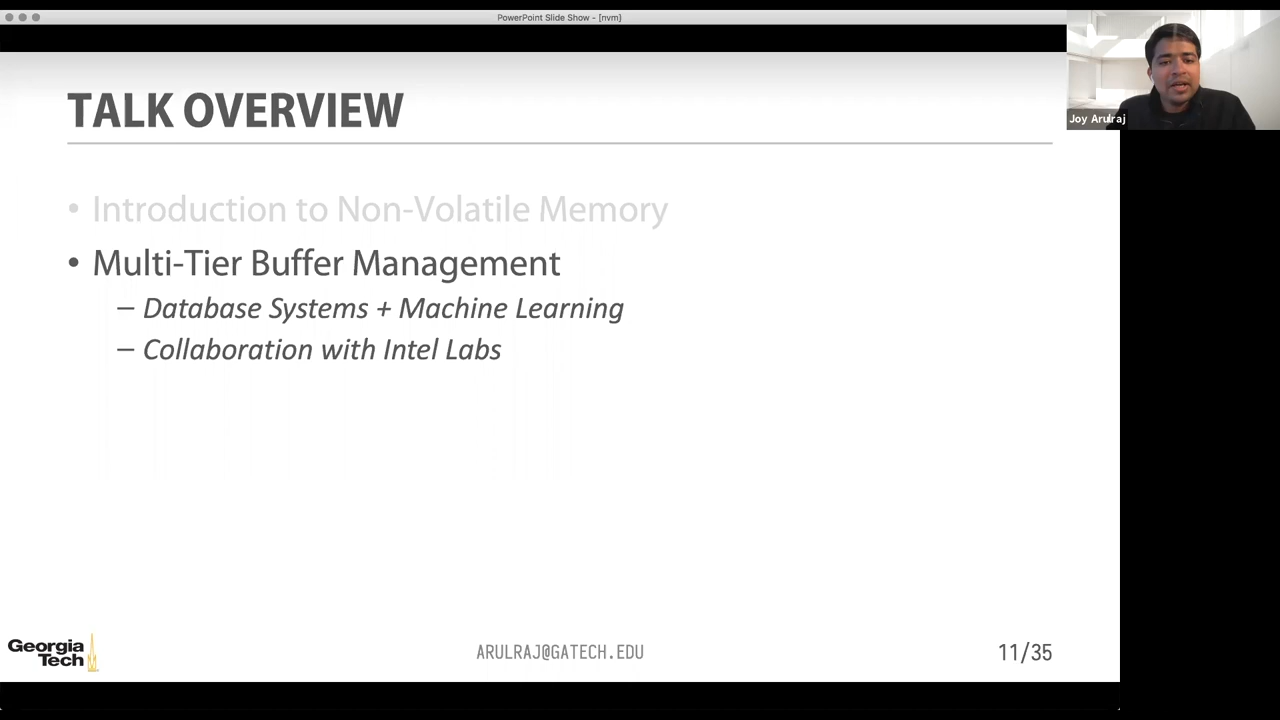 PowerPoint Slide Show - [nvm]
Joy Arulraj
TALK OVERVIEW
• Introduction to Non-Volatile Memory
• Multi-Tier Buffer Management
– Database Systems + Machine Learning
– Collaboration with Intel Labs
Georgia
Tech
ARULRAJ@GATECH.EDU
11/35